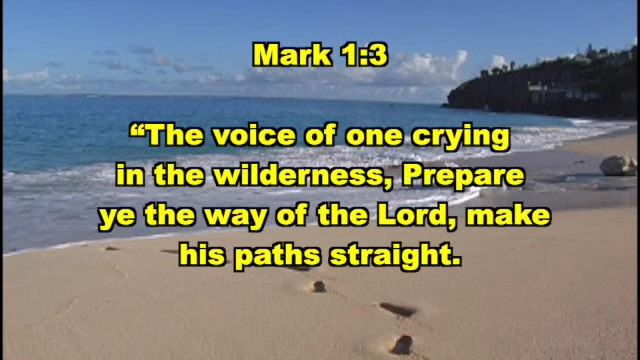 Mark 1:3
“The voice of one crying
in the wilderness, Prepare
ye the way of the Lord, make
his paths straight.